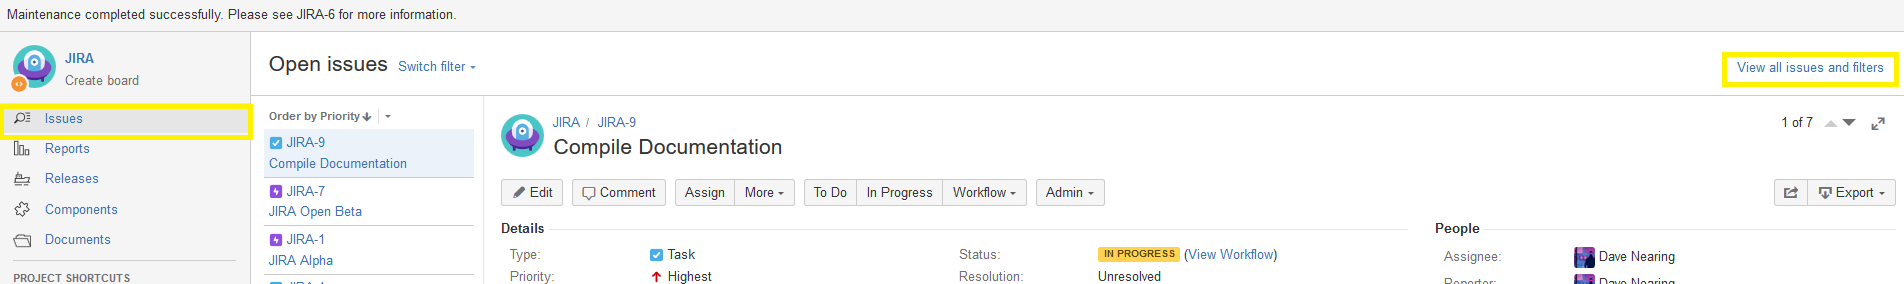 Maintenance completed successfully. Please see JIRA-6 for more information.
JIRA
Create board
Issues
Reports
Releases
Components
Documents
PROJECT SHORTCUTS
Open issues Switch filter
View all issues and filters
Order by Priority
JIRA-9
Compile Documentation
JIRA-7
JIRA Open Beta
JIRA-1
JIRA Alpha
JIRA / JIRA-9
Compile Documentation
1 of 7
Edit Comment Assign More To Do In Progress Workflow Admin Export
Details
Type: Task
Priority: Highest
Status: IN PROGRESS (View Workflow)
Resolution: Unresolved
People
Assignee: Dave Nearing
Reporter: Dave Nearing